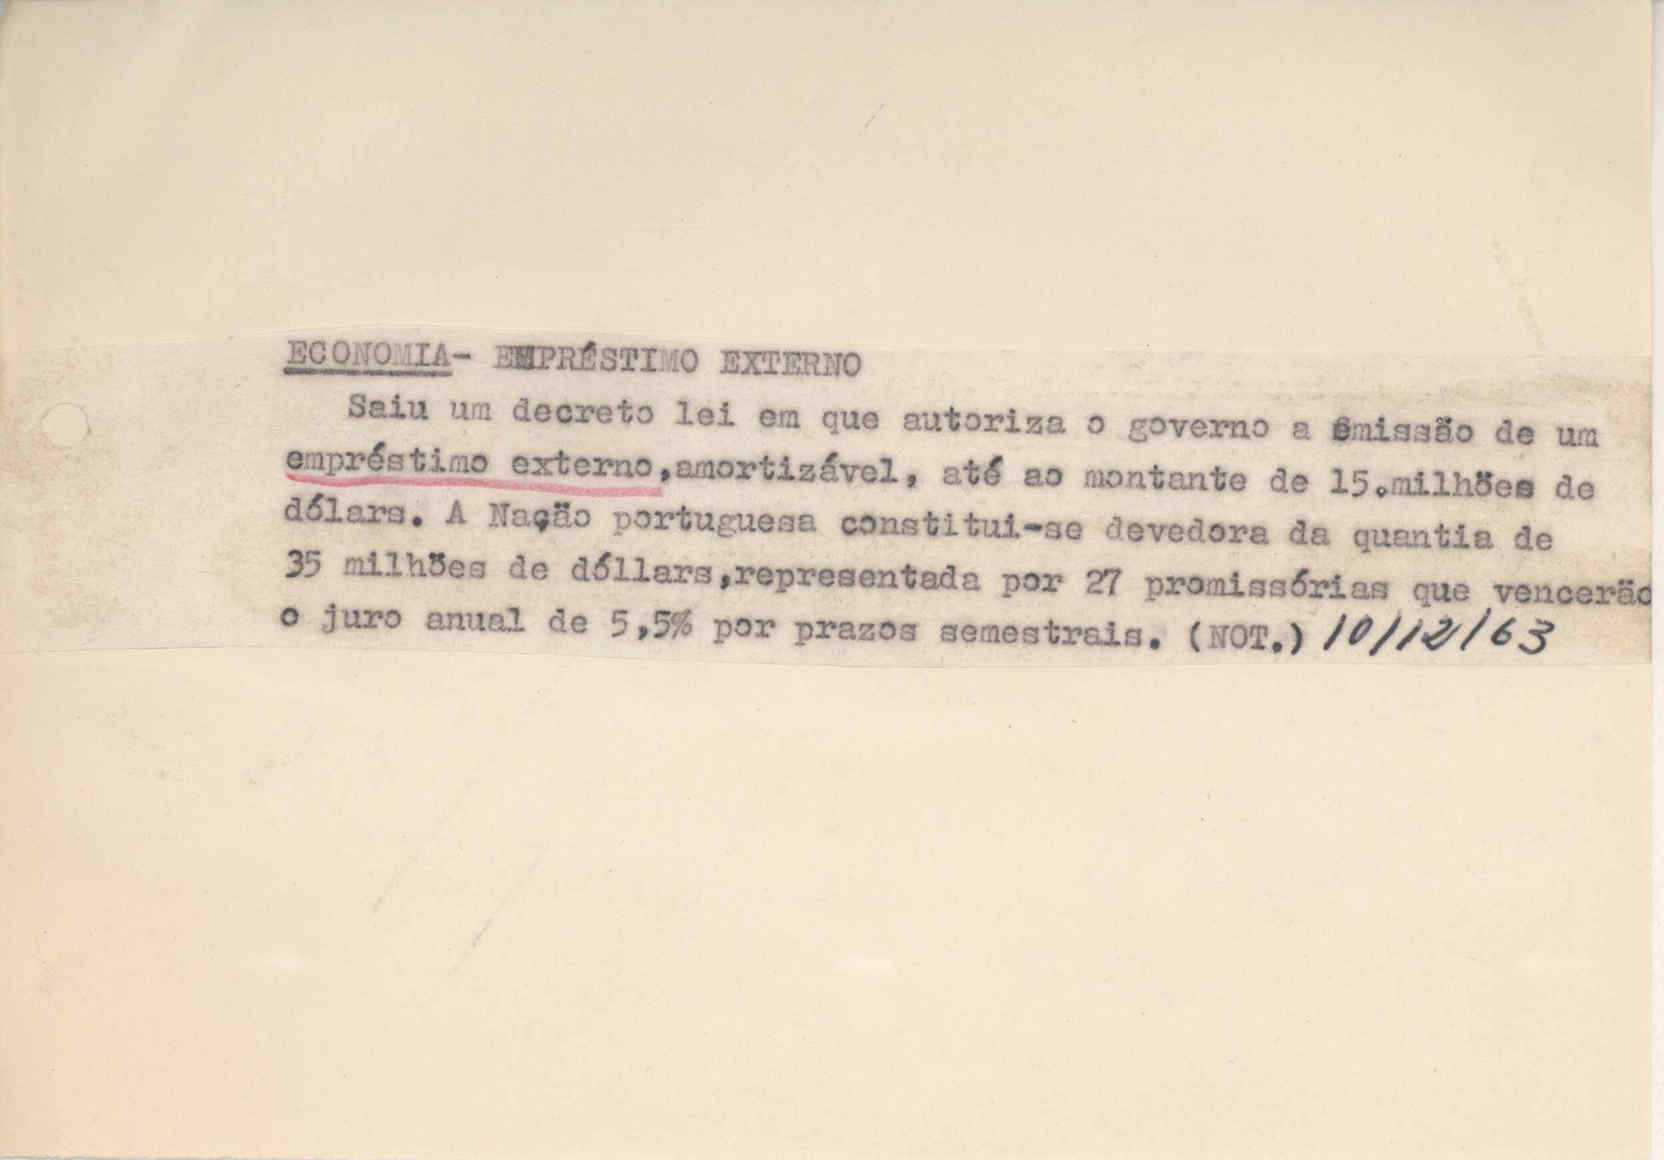 ECONOMIA- EMPRÉSTIMO EXTERNO
Saiu um decreto lei em que autoriza o governo a emissão de um
empréstimo externo,amortizável, até ao montante de 15.milhões de
dólars. A Nação portuguesa constitui-se devedora da quantia de
35 milhões de dóllars,representada por 27 promissórias que vencerão
o juro anual de 5,5% por prazos semestrais. (NOT.) 10/12/63